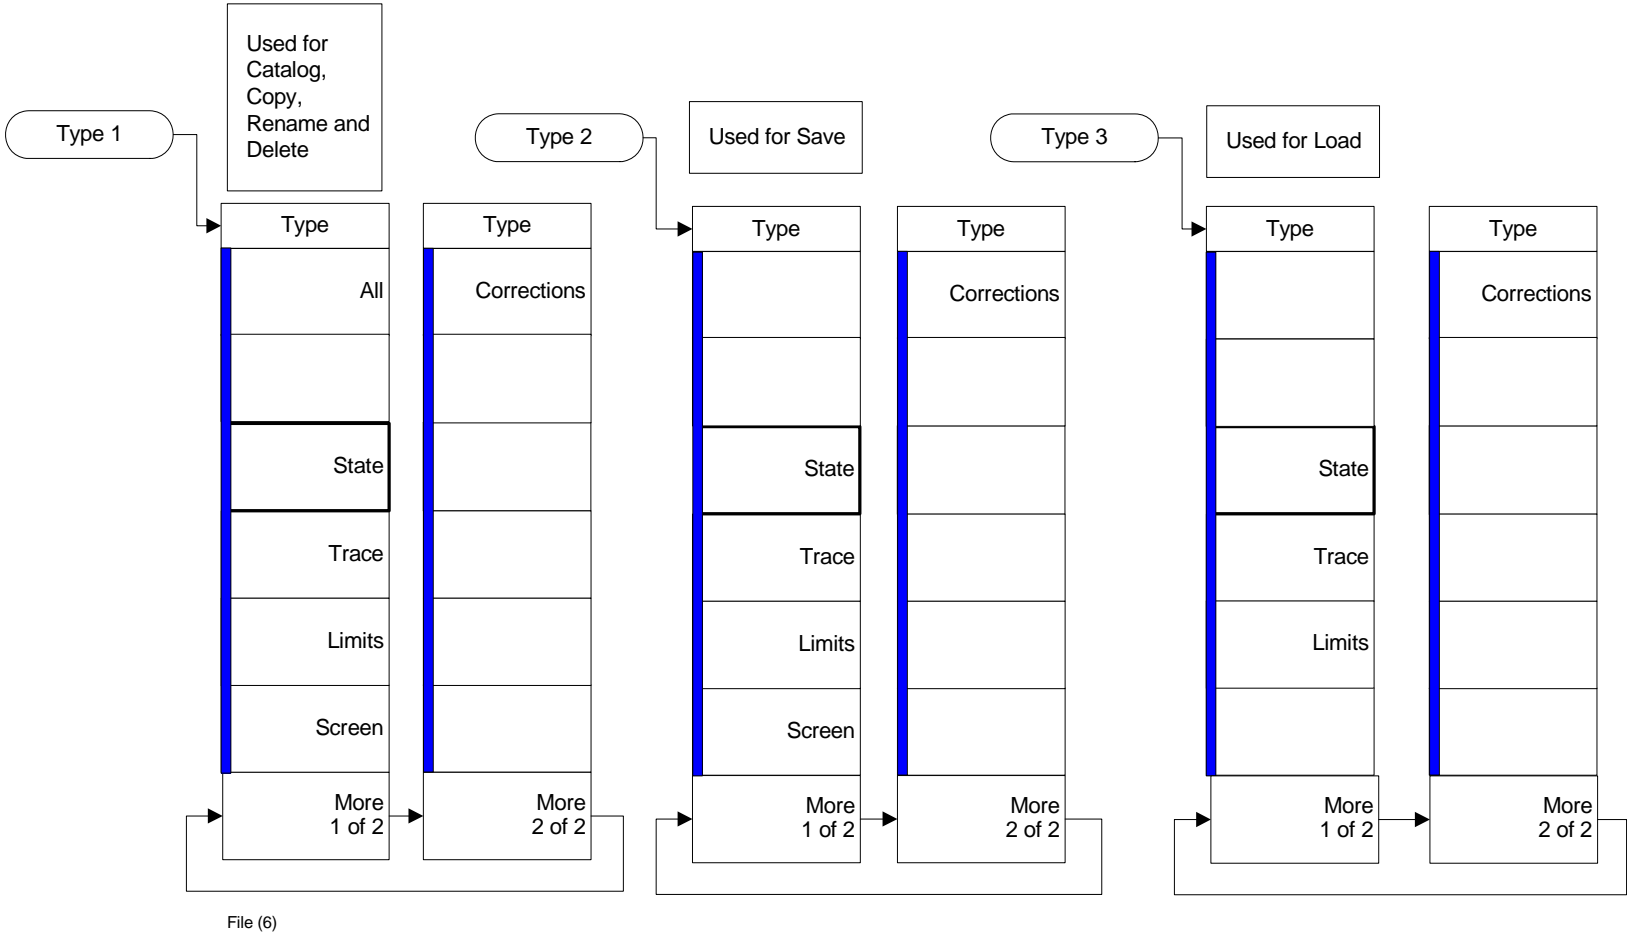 Type 1
Used for
Catalog,
Copy,
Rename and
Delete
Type
All
State
Trace
Limits
Screen
More
1 of 2
Type
Corrections
More
2 of 2
Type 2
Used for Save
Type
State
Trace
Limits
Screen
More
1 of 2
Type
Corrections
More
2 of 2
Type 3
Used for Load
Type
State
Trace
Limits
More
1 of 2
Type
Corrections
More
2 of 2
File (6)